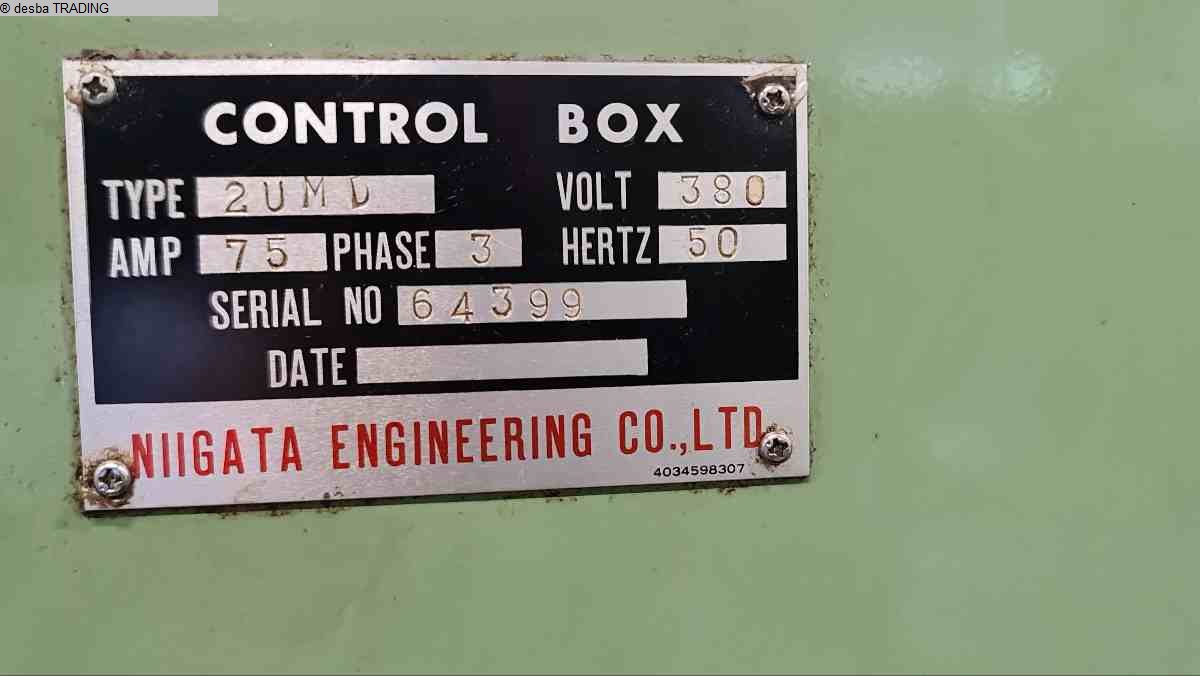 ® desba TRADING
CONTROL BOX
TYPE 2UMD VOLT 380
AMP 75 PHASE 3 HERTZ 50
SERIAL NO 64399
DATE
NIIGATA ENGINEERING CO.,LTD.
4034598307